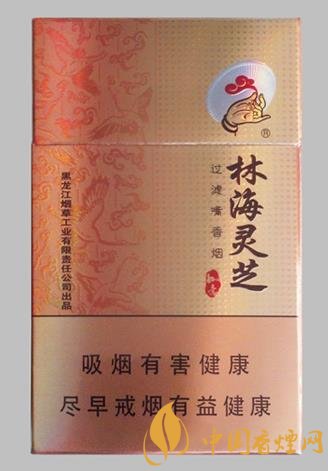 ®
林海灵芝
过滤嘴香烟
黑龙江烟草工业有限责任公司出品
吸烟有害健康
尽早戒烟有益健康
中国香烟网